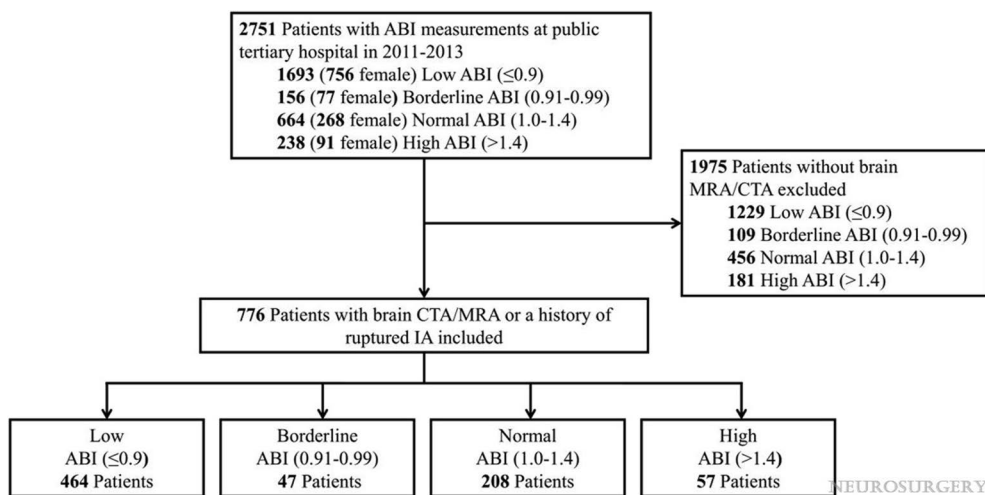 2751 Patients with ABI measurements at public
tertiary hospital in 2011-2013
1693 (756 female) Low ABI (≤0.9)
156 (77 female) Borderline ABI (0.91-0.99)
664 (268 female) Normal ABI (1.0-1.4)
238 (91 female) High ABI (>1.4)
1975 Patients without brain
MRA/CTA excluded
1229 Low ABI (≤0.9)
109 Borderline ABI (0.91-0.99)
456 Normal ABI (1.0-1.4)
181 High ABI (>1.4)
776 Patients with brain CTA/MRA or a history of
ruptured IA included
Low
ABI (≤0.9)
464 Patients
Borderline
ABI (0.91-0.99)
47 Patients
Normal
ABI (1.0-1.4)
208 Patients
High
ABI (>1.4)
57 Patients
NEUROSURGERY